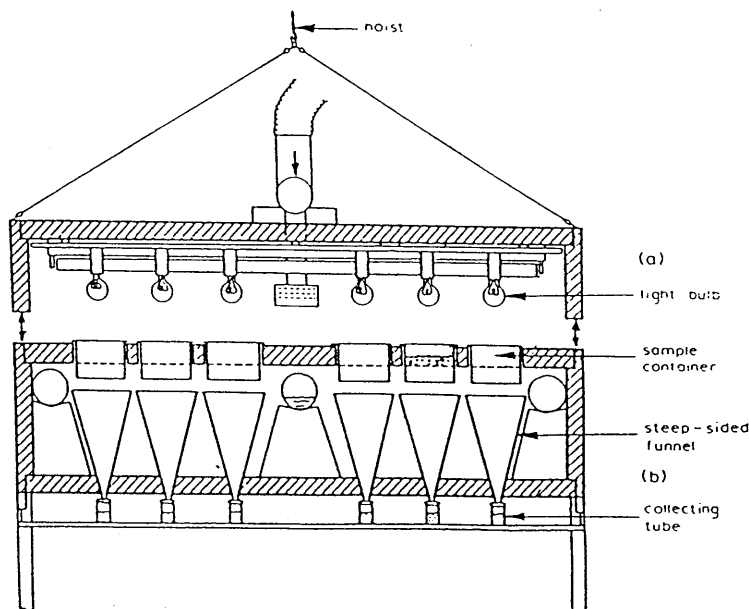 hoist
(a)
light bulb
sample
container
steep-sided
funnel
(b)
collecting
tube